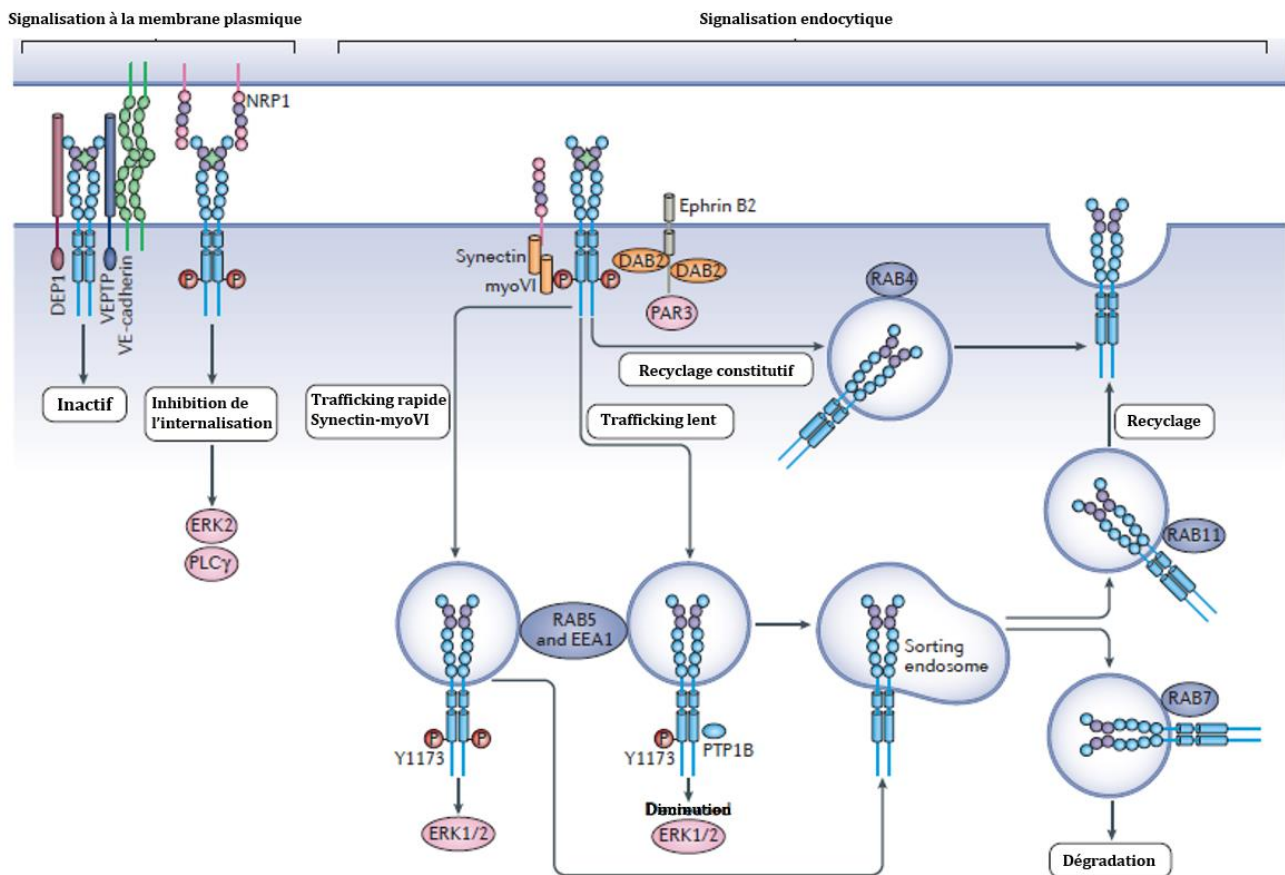 Signalisation à la membrane plasmique
Signalisation endocytique
NRP1
DEP1
VEPTP
VE-cadherin
P
P
Inactif
Inhibition de
l'internalisation
ERK2
PLCγ
Synectin
myoVI
P
P
Ephrin B2
DAB2
DAB2
PAR3
RAB4
Recyclage constitutif
Trafficking rapide
Synectin-myoVI
Trafficking lent
Recyclage
RAB11
RAB5
and EEA1
Sorting
endosome
RAB7
P
P
Y1173
P
Y1173
PTP1B
Diminution
ERK1/2
ERK1/2
Dégradation